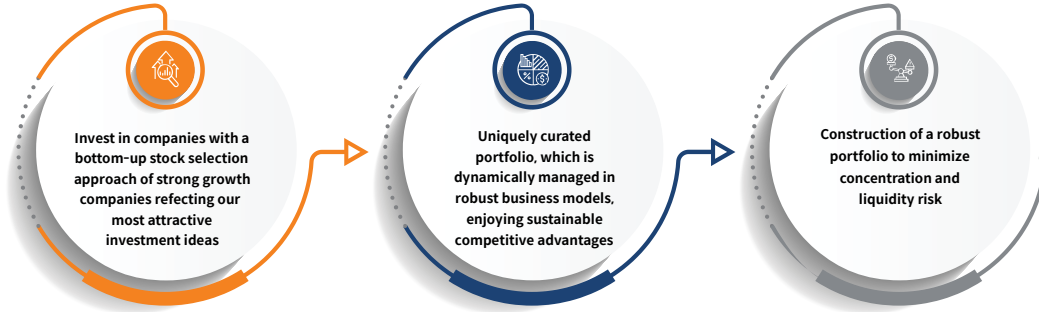 Invest in companies with a
bottom-up stock selection
approach of strong growth
companies refecting our
most attractive
investment ideas
Uniquely curated
portfolio, which is
dynamically managed in
robust business models,
enjoying sustainable
competitive advantages
Construction of a robust
portfolio to minimize
concentration and
liquidity risk